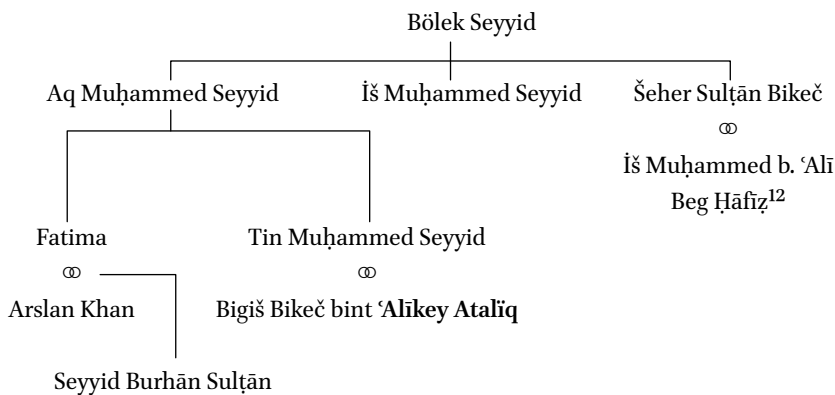 Bölek Seyyid
Aq Muḥammed Seyyid İš Muḥammed Seyyid Šeher Sulṭān Bikeč
İš Muḥammed b. ʿAlī
Beg Ḥāfīẓ¹²
Fatima Tin Muḥammed Seyyid
Arslan Khan Bigiš Bikeč bint ʿAlīkey Atalïq
Seyyid Burhān Sulṭān